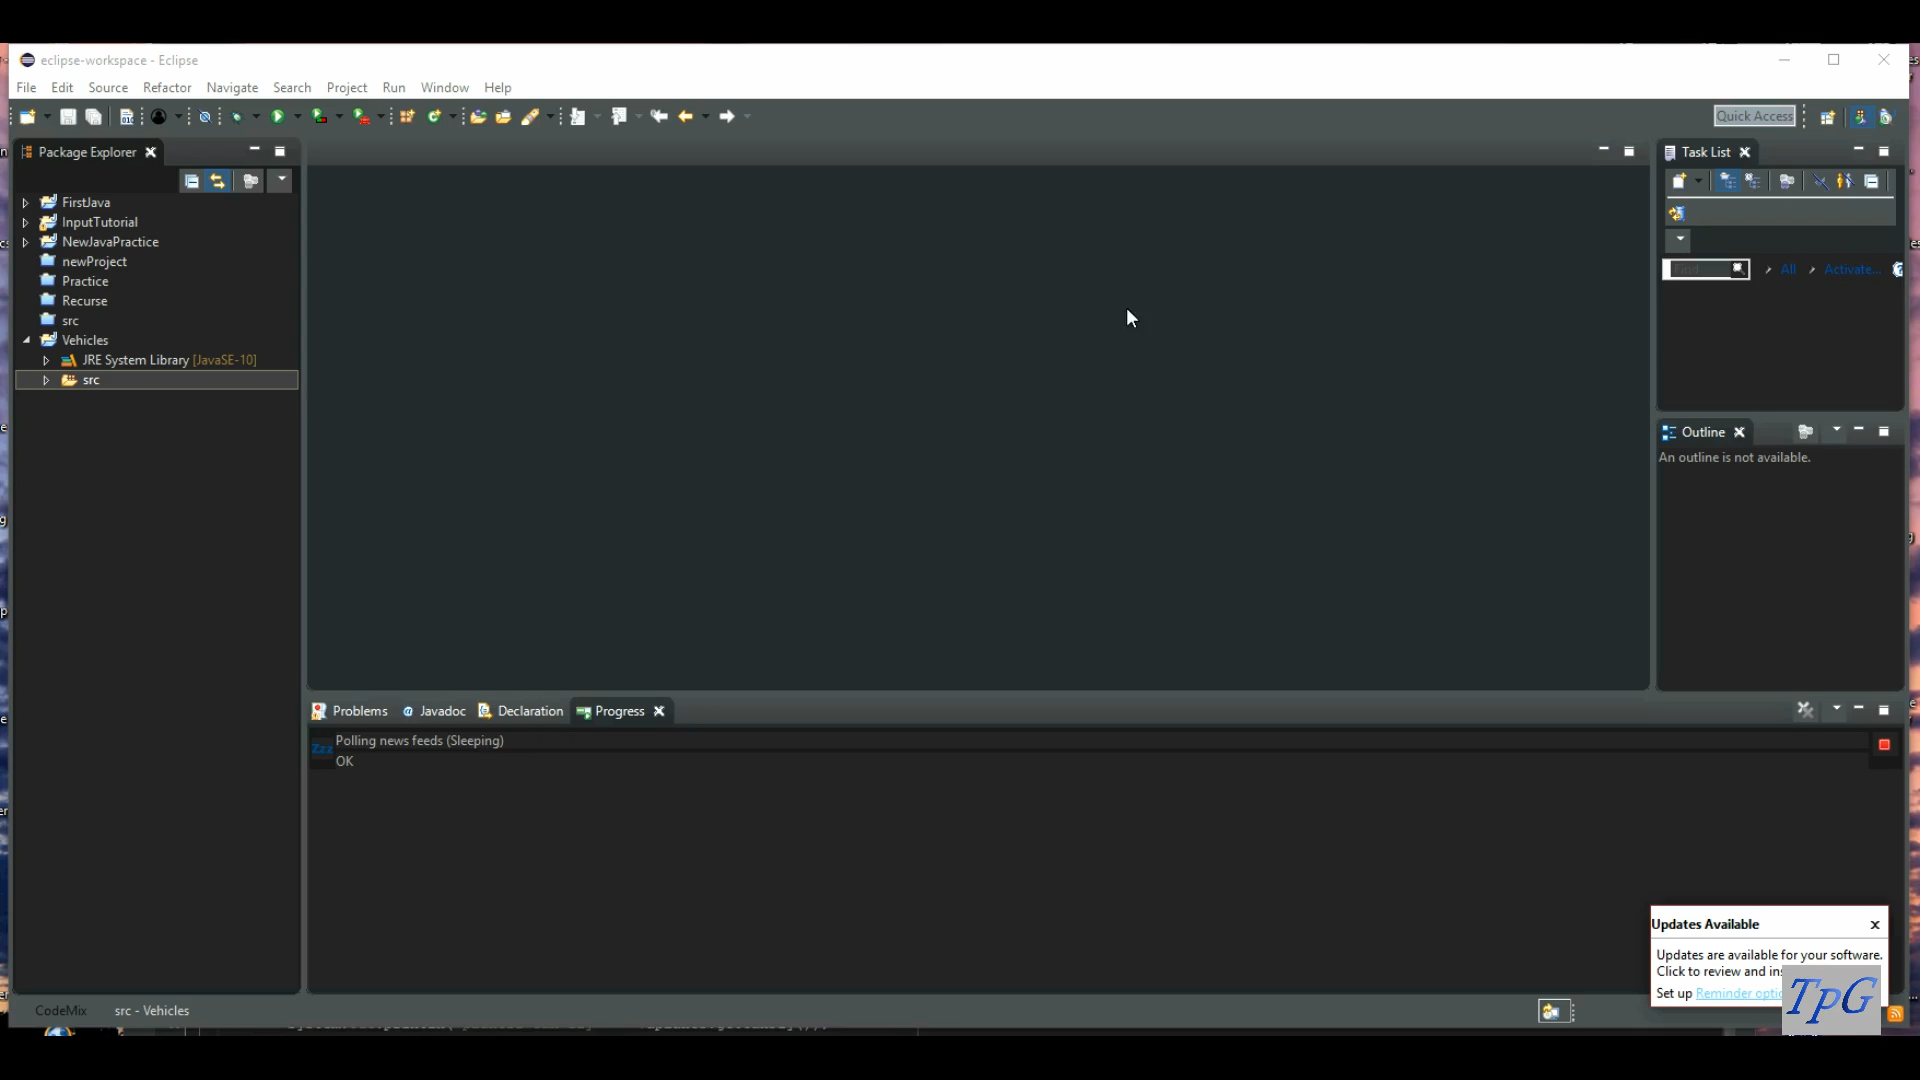 eclipse-workspace - Eclipse
File Edit Source Refactor Navigate Search Project Run Window Help
Quick Access
Package Explorer
Task List
FirstJava
InputTutorial
NewJavaPractice
newProject
Practice
Recurse
src
Vehicles
JRE System Library [JavaSE-10]
src
Find
All
Activate...
Outline
An outline is not available.
Problems
Javadoc
Declaration
Progress
Polling news feeds (Sleeping)
OK
Updates Available
Updates are available for your software.
Click to review and
Set up Reminder
TpG
CodeMix
src - Vehicles